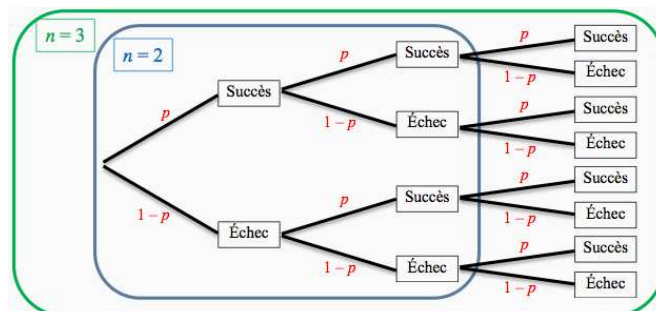 n = 3
n = 2
p
Succès
p
Succès
1 – p
Échec
p
Succès
1 – p
Échec
p
Succès
1 – p
Échec
1 – p
Échec
p
Succès
p
Succès
1 – p
Échec
1 – p
Échec
p
Succès
1 – p
Échec